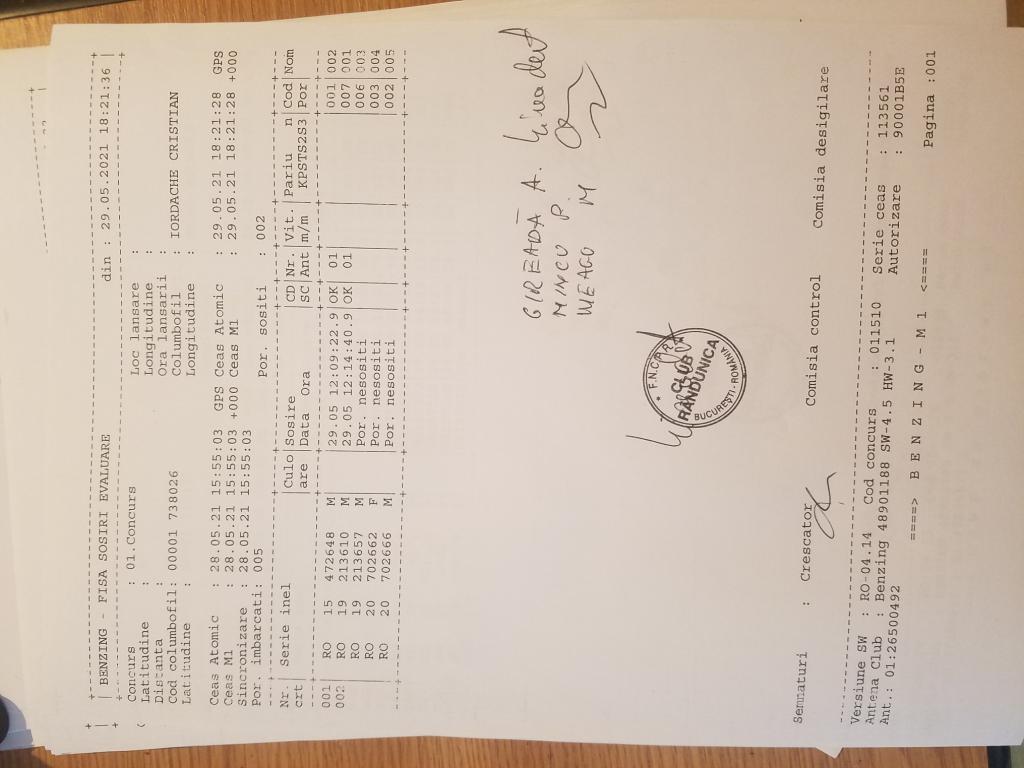 BENZING - FISA SOSIRI EVALUARE din : 29.05.2021 18:21:36
Concurs : 01.Concurs Loc lansare :
Latitudine : Longitudine :
Distanta : Ora lansarii :
Cod columbofil: 00001 738026 Columbofil : IORDACHE CRISTIAN
Latitudine : Longitudine :
Ceas Atomic : 28.05.21 15:55:03 GPS Ceas Atomic : 29.05.21 18:21:28 GPS
Ceas M1 : 28.05.21 15:55:03 +000 Ceas M1 : 29.05.21 18:21:28 +000
Sincronizare : 28.05.21 15:55:03
Por. imbarcati: 005 Por. sositi : 002
Nr.| Serie inel |Culo|Sosire CD|Nr.|Vit.|Pariu n|Cod|Nom
crt| |are |Data Ora SC|Ant|m/m | KPSTS2S3|Por|
001 |RO 15 472648 M| |29.05 12:09:22.9|OK| 01| | |001|002
002 |RO 19 213610 M| |29.05 12:14:40.9|OK| 01| | |007|001
|RO 19 213657 M| |Por. nesositi | | | | |006|003
|RO 20 702662 F| |Por. nesositi | | | | |003|004
|RO 20 702666 M| |Por. nesositi | | | | |002|005
GIREADĂ A.
MINCU P.
NEAGO M
* F.N.C.P.R. *
CLUB
RANDUNICA
BUCUREŞTI - ROMANIA
Semnaturi : Crescator Comisia control Comisia desigilare
Versiune SW : RO-04.14 Cod concurs : 011510 Serie ceas : 113561
Antena Club : Benzing 48901188 SW-4.5 HW-3.1 Autorizare : 90001B5E
Ant.: 01:26500492
====> B E N Z I N G - M 1 <==== Pagina :001